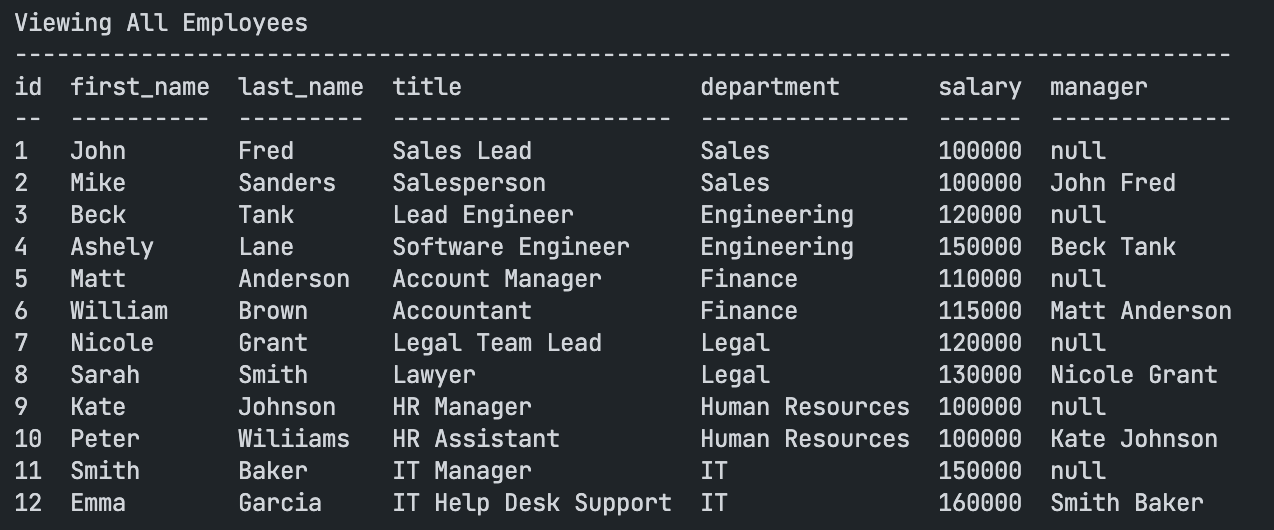 Viewing All Employees
---------------------------------------------------------------------------------------
id  first_name  last_name  title                 department       salary  manager
--  ----------  ---------  --------------------  ---------------  ------  -------------
1   John        Fred       Sales Lead            Sales            100000  null
2   Mike        Sanders    Salesperson           Sales            100000  John Fred
3   Beck        Tank       Lead Engineer         Engineering      120000  null
4   Ashely      Lane       Software Engineer     Engineering      150000  Beck Tank
5   Matt        Anderson   Account Manager       Finance          110000  null
6   William     Brown      Accountant            Finance          115000  Matt Anderson
7   Nicole      Grant      Legal Team Lead       Legal            120000  null
8   Sarah       Smith      Lawyer                Legal            130000  Nicole Grant
9   Kate        Johnson    HR Manager            Human Resources  100000  null
10  Peter       Wiliiams   HR Assistant          Human Resources  100000  Kate Johnson
11  Smith       Baker      IT Manager            IT               150000  null
12  Emma        Garcia     IT Help Desk Support  IT               160000  Smith Baker